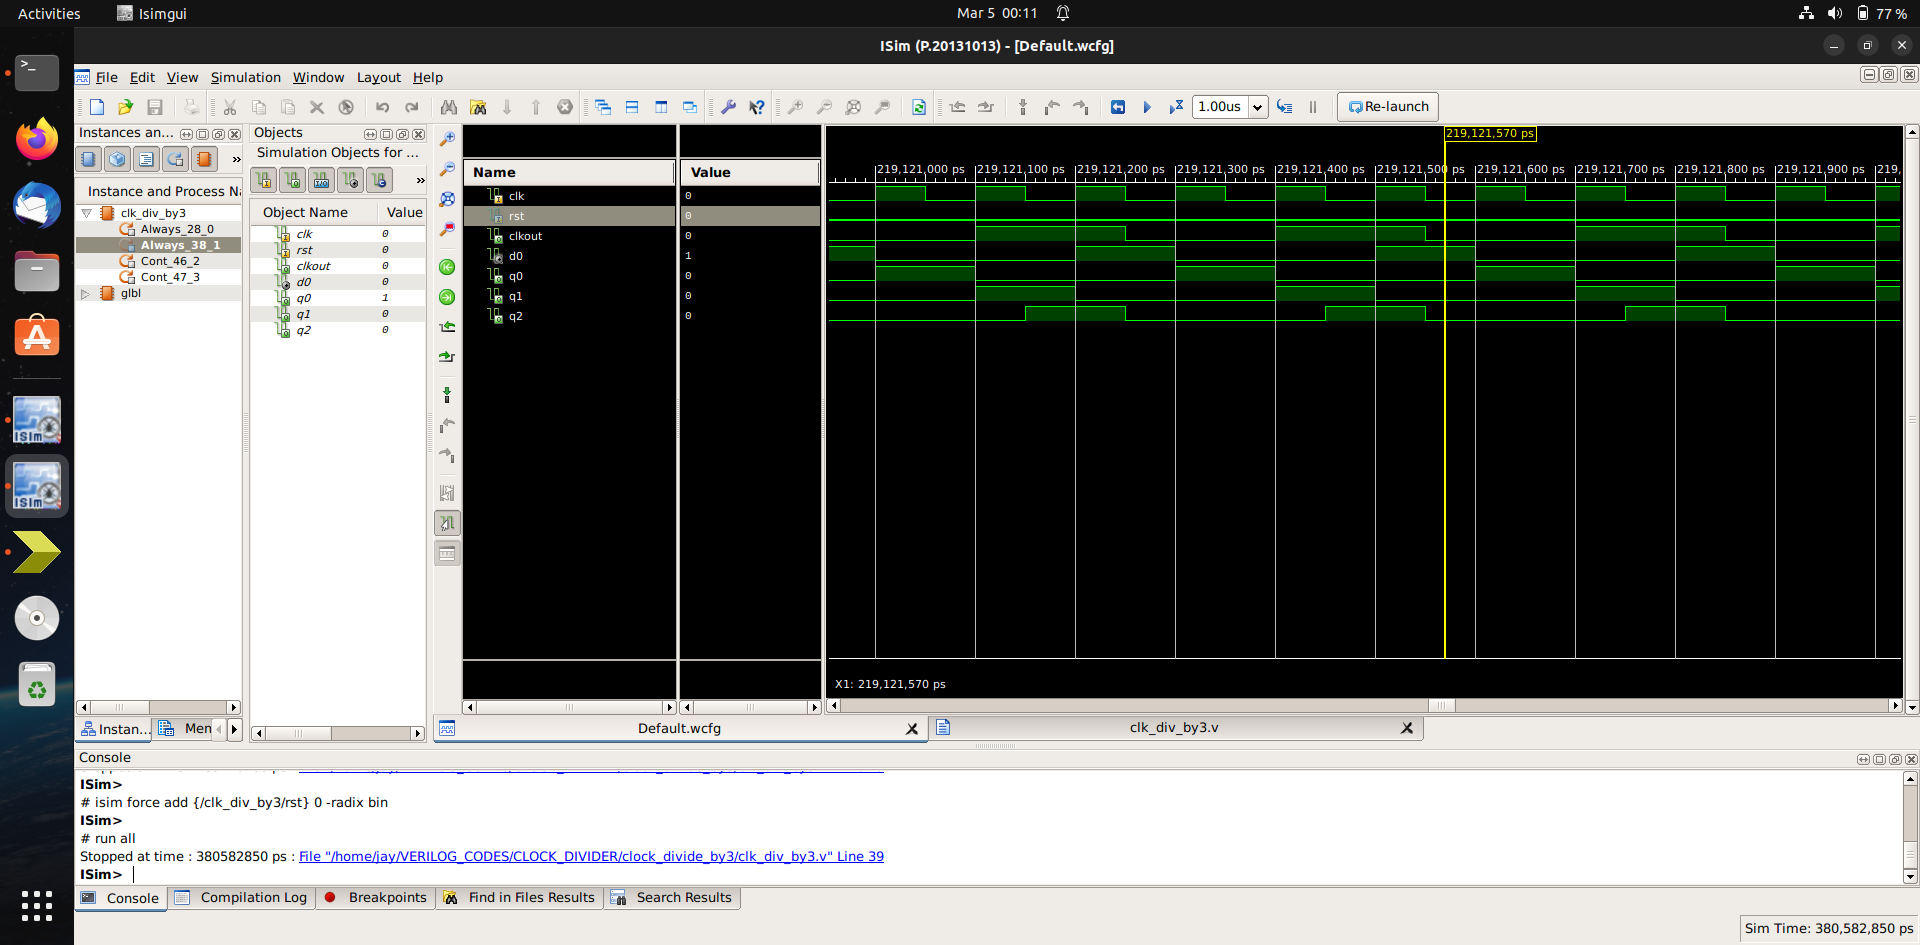 Activities
Isimgui
Mar 5 00:11
77 %
ISim (P.20131013) - [Default.wcfg]
File Edit View Simulation Window Layout Help
1.00us
Re-launch
Instances an...
Instance and Process Na
clk_div_by3
Always_28_0
Always_38_1
Cont_46_2
Cont_47_3
glbl
Instan...
Men
Objects
Simulation Objects for ...
Object Name Value
clk 0
rst 0
clkout 0
d0 0
q0 1
q1 0
q2 0
Name Value
clk 0
rst 0
clkout 0
d0 1
q0 0
q1 0
q2 0
219,121,570 ps
219,121,000 ps 219,121,100 ps 219,121,200 ps 219,121,300 ps 219,121,400 ps 219,121,500 ps 219,121,600 ps 219,121,700 ps 219,121,800 ps 219,121,900 ps 219,
X1: 219,121,570 ps
Default.wcfg
clk_div_by3.v
Console
ISim>
# isim force add {/clk_div_by3/rst} 0 -radix bin
ISim>
# run all
Stopped at time : 380582850 ps : File "/home/jay/VERILOG_CODES/CLOCK_DIVIDER/clock_divide_by3/clk_div_by3.v" Line 39
ISim>
Console Compilation Log Breakpoints Find in Files Results Search Results
Sim Time: 380,582,850 ps